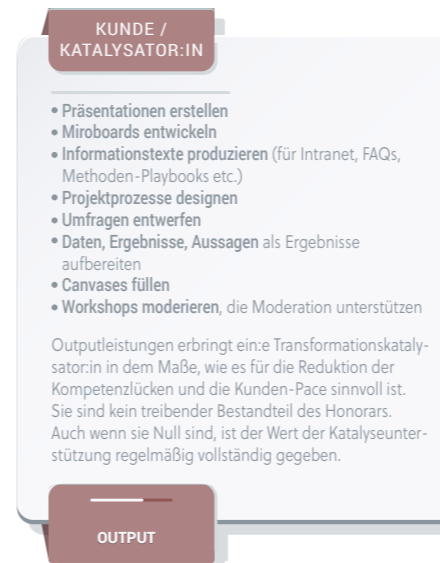 KUNDE /
KATALYSATOR:IN
• Präsentationen erstellen
• Miroboards entwickeln
• Informationstexte produzieren (für Intranet, FAQs,
Methoden-Playbooks etc.)
• Projektprozesse designen
• Umfragen entwerfen
• Daten, Ergebnisse, Aussagen als Ergebnisse
aufbereiten
• Canvases füllen
• Workshops moderieren, die Moderation unterstützen
Outputleistungen erbringt ein:e Transformationskataly-
sator:in in dem Maße, wie es für die Reduktion der
Kompetenzlücken und die Kunden-Pace sinnvoll ist.
Sie sind kein treibender Bestandteil des Honorars.
Auch wenn sie Null sind, ist der Wert der Katalyseunter-
stützung regelmäßig vollständig gegeben.
OUTPUT